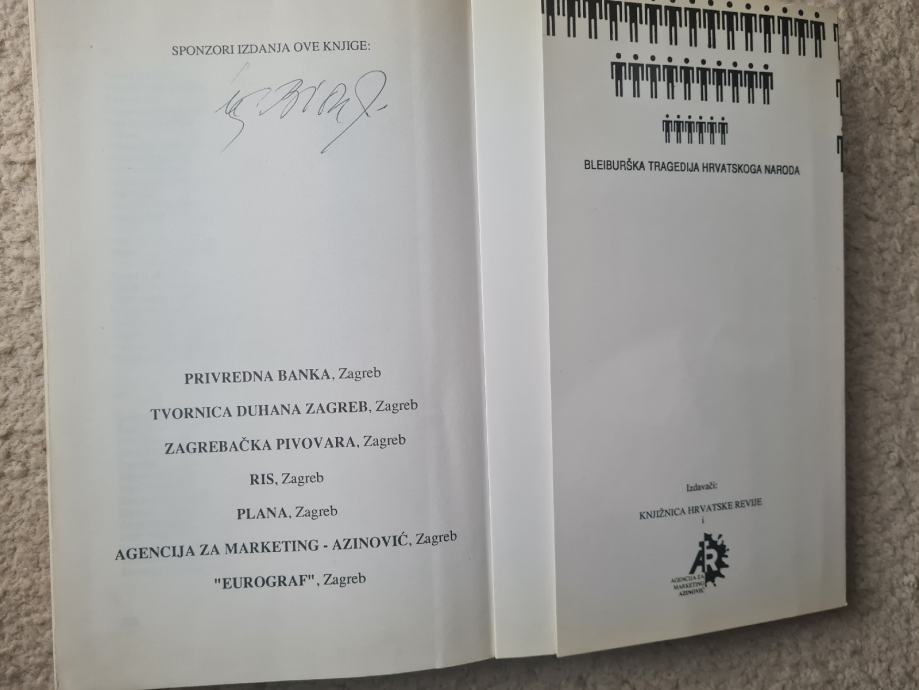 SPONZORI IZDANJA OVE KNJIGE:
PRIVREDNA BANKA, Zagreb
TVORNICA DUHANA ZAGREB, Zagreb
ZAGREBAČKA PIVOVARA, Zagreb
RIS, Zagreb
PLANA, Zagreb
AGENCIJA ZA MARKETING - AZINOVIĆ, Zagreb
"EUROGRAF", Zagreb
BLEIBURŠKA TRAGEDIJA HRVATSKOGA NARODA
Izdavači:
KNJIŽNICA HRVATSKE REVIJE
i
AGENCIJA ZA
MARKETING
AZINOVIĆ